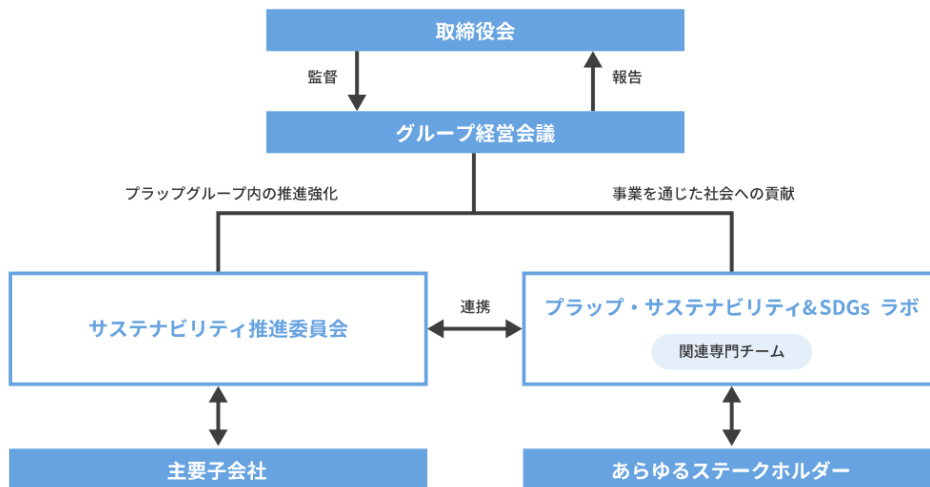 取締役会
監督
報告
グループ経営会議
プラップグループ内の推進強化
事業を通じた社会への貢献
サステナビリティ推進委員会
連携
プラップ・サステナビリティ&SDGs ラボ
関連専門チーム
主要子会社
あらゆるステークホルダー